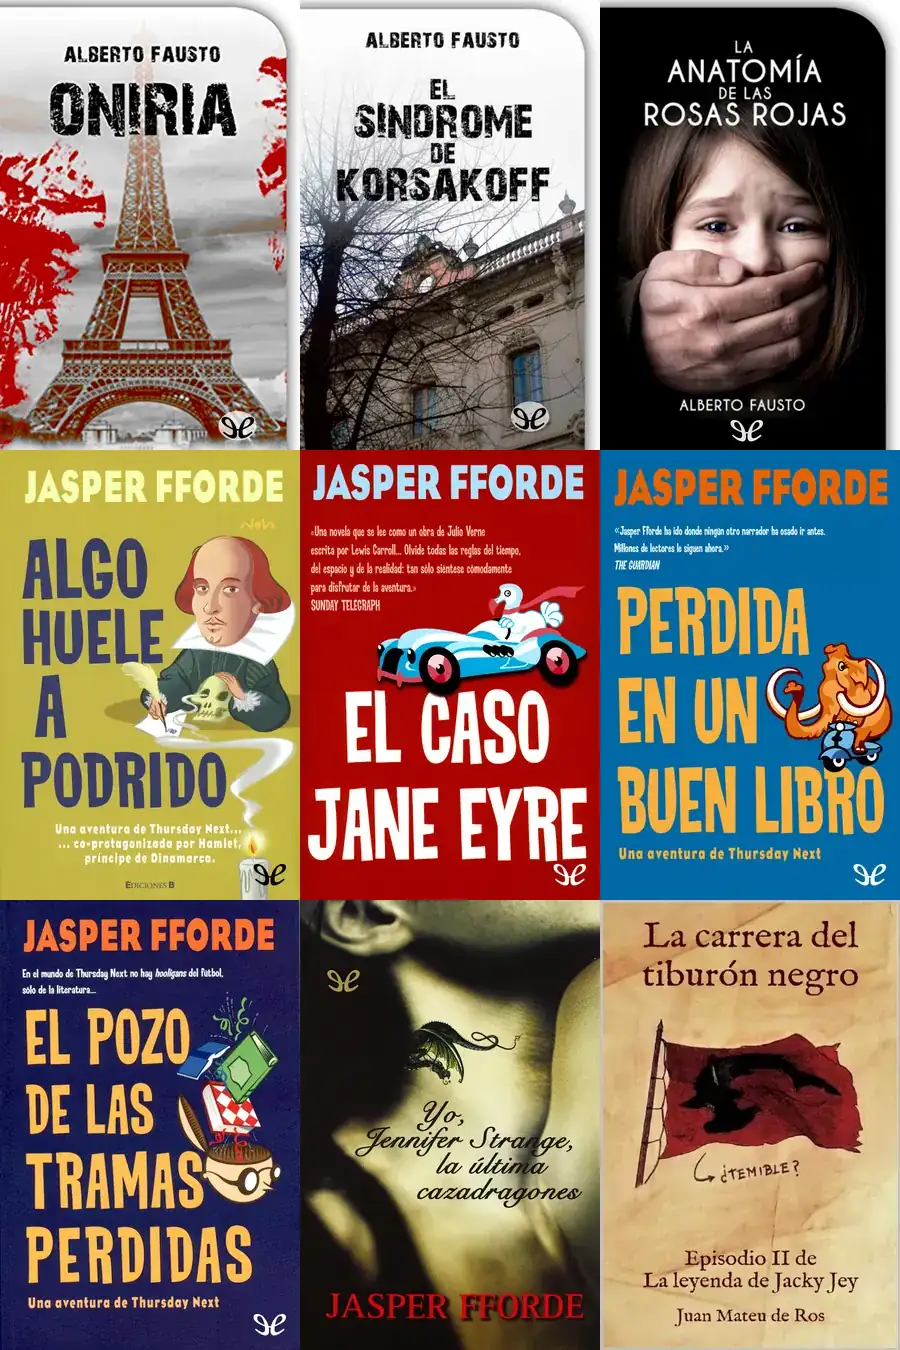 ALBERTO FAUSTO
ONIRIA
ALBERTO FAUSTO
EL
SINDROME
DE
KORSAKOFF
LA
ANATOMÍA
DE LAS
ROSAS ROJAS
ALBERTO FAUSTO
JASPER FFORDE
ALGO
HUELE
A
PODRIDO
Una aventura de Thursday Next...
... co-protagonizada por Hamlet,
príncipe de Dinamarca.
EDICIONES B
JASPER FFORDE
«Una novela que se lee como un obra de Julio Verne
escrita por Lewis Carroll... Olvide todas las reglas del tiempo,
del espacio y de la realidad: tan sólo siéntese cómodamente
para disfrutar de la aventura.»
SUNDAY TELEGRAPH
EL CASO
JANE EYRE
JASPER FFORDE
«Jasper Fforde ha ido donde ningún otro narrador ha osado ir antes.
Millones de lectores le siguen ahora.»
THE GUARDIAN
PERDIDA
EN UN
BUEN LIBRO
Una aventura de Thursday Next
JASPER FFORDE
En el mundo de Thursday Next no hay hooligans del fútbol,
sólo de la literatura...
EL POZO
DE LAS
TRAMAS
PERDIDAS
Una aventura de Thursday Next
Yo,
Jennifer Strange,
la última
cazadragones
JASPER FFORDE
La carrera del
tiburón negro
¿TEMIBLE?
Episodio II de
La leyenda de Jacky Jey
Juan Mateu de Ros